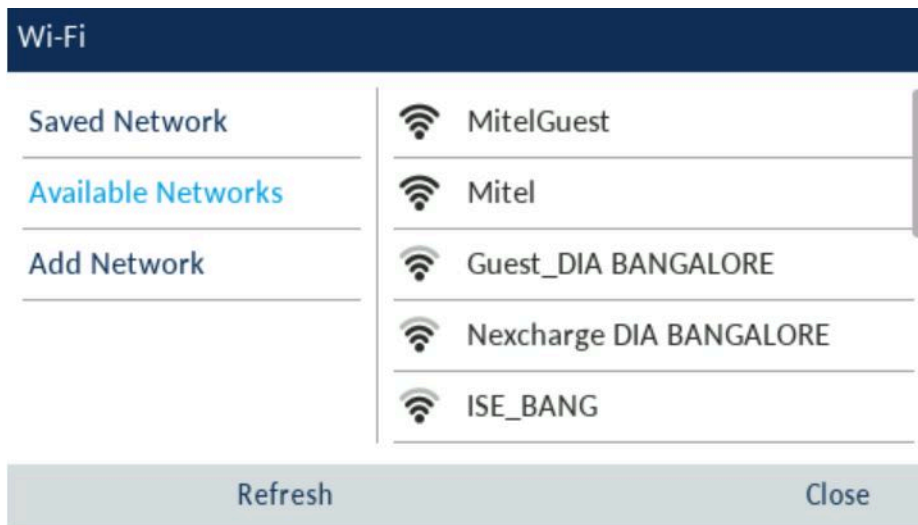 Wi-Fi
Saved Network
Available Networks
Add Network
MitelGuest
Mitel
Guest_DIA BANGALORE
Nexcharge DIA BANGALORE
ISE_BANG
Refresh
Close